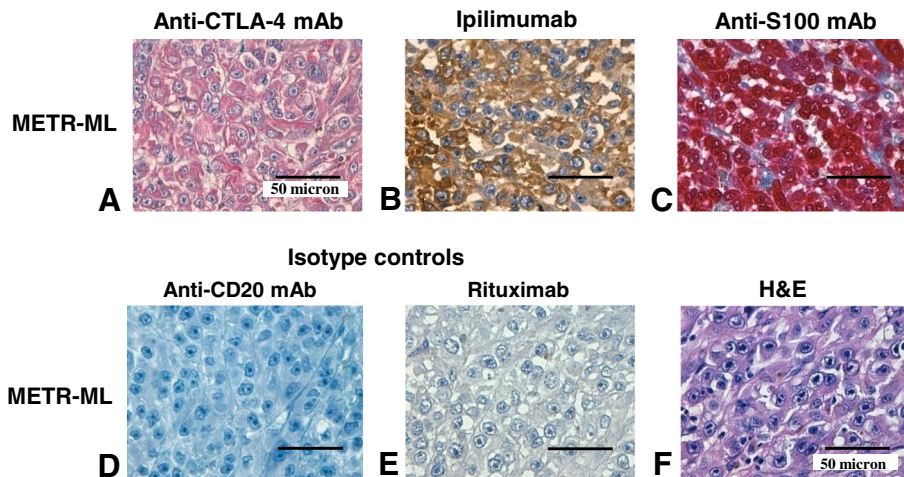 Anti-CTLA-4 mAb Ipilimumab Anti-S100 mAb
METR-ML
A 50 micron B C
Isotype controls
Anti-CD20 mAb Rituximab H&E
METR-ML
D E F 50 micron